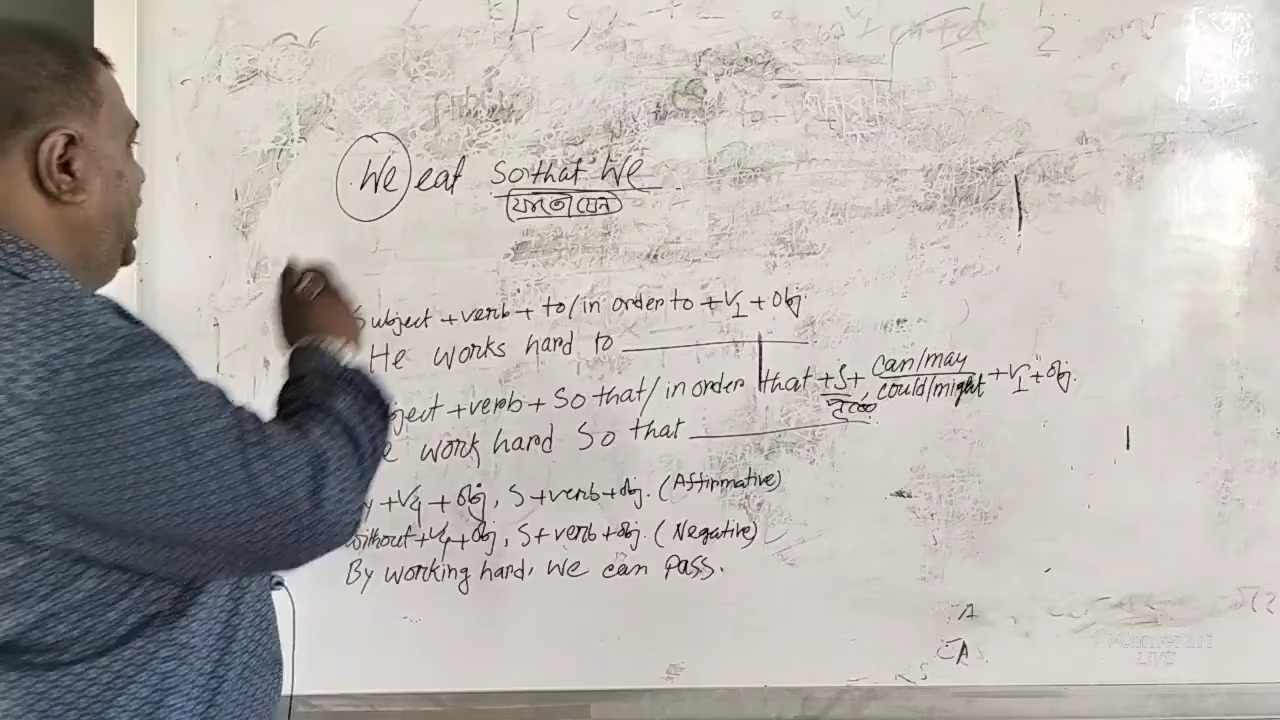 We eat So that We
যাতে যেন
Subject + verb + to/in order to + V1 + Obj
He works hard to
ject + verb + So that/in order that + S + can/may could/might + V1 + Obj.
work hard So that
+ V4 + Obj, S + verb + obj. (Affirmative)
without + V4 + Obj, S + verb + obj. (Negative)
By working hard, We can pass.
A
LIVE